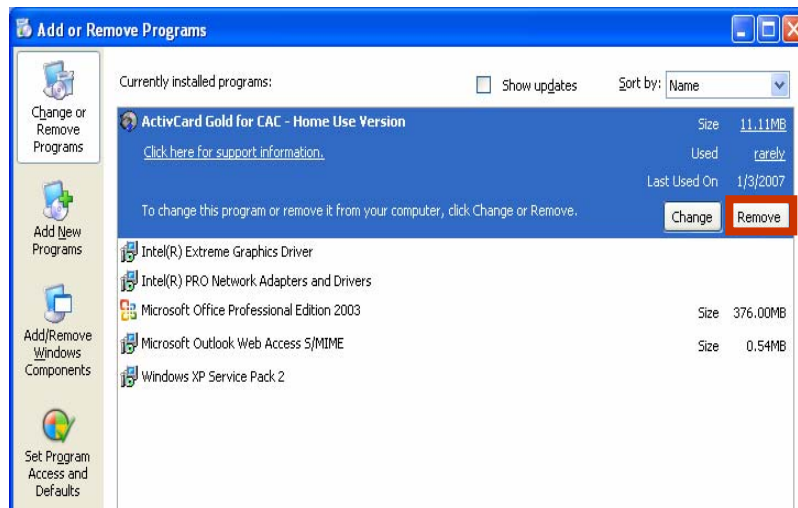 Add or Remove Programs
Change or
Remove
Programs
Add New
Programs
Add/Remove
Windows
Components
Set Program
Access and
Defaults
Currently installed programs:
Show updates
Sort by: Name
ActivCard Gold for CAC - Home Use Version
Size 11.11MB
Click here for support information.
Used rarely
Last Used On 1/3/2007
To change this program or remove it from your computer, click Change or Remove.
Change Remove
Intel(R) Extreme Graphics Driver
Intel(R) PRO Network Adapters and Drivers
Microsoft Office Professional Edition 2003 Size 376.00MB
Microsoft Outlook Web Access S/MIME Size 0.54MB
Windows XP Service Pack 2